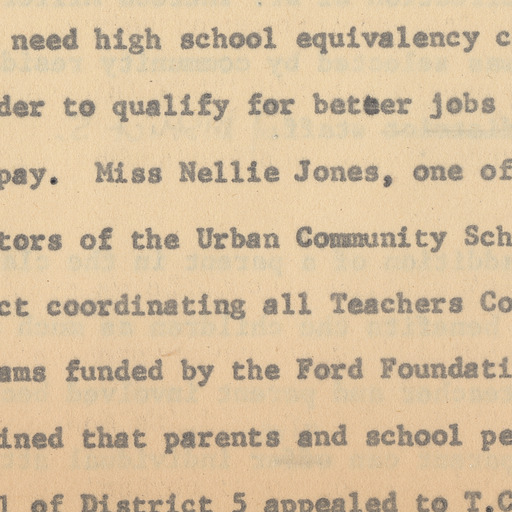 need high school equivalency c
der to qualify for better jobs
pay. Miss Nellie Jones, one of
tors of the Urban Community Sch
ct coordinating all Teachers Co
ams funded by the Ford Foundati
ined that parents and school pe
l of District 5 appealed to T.C